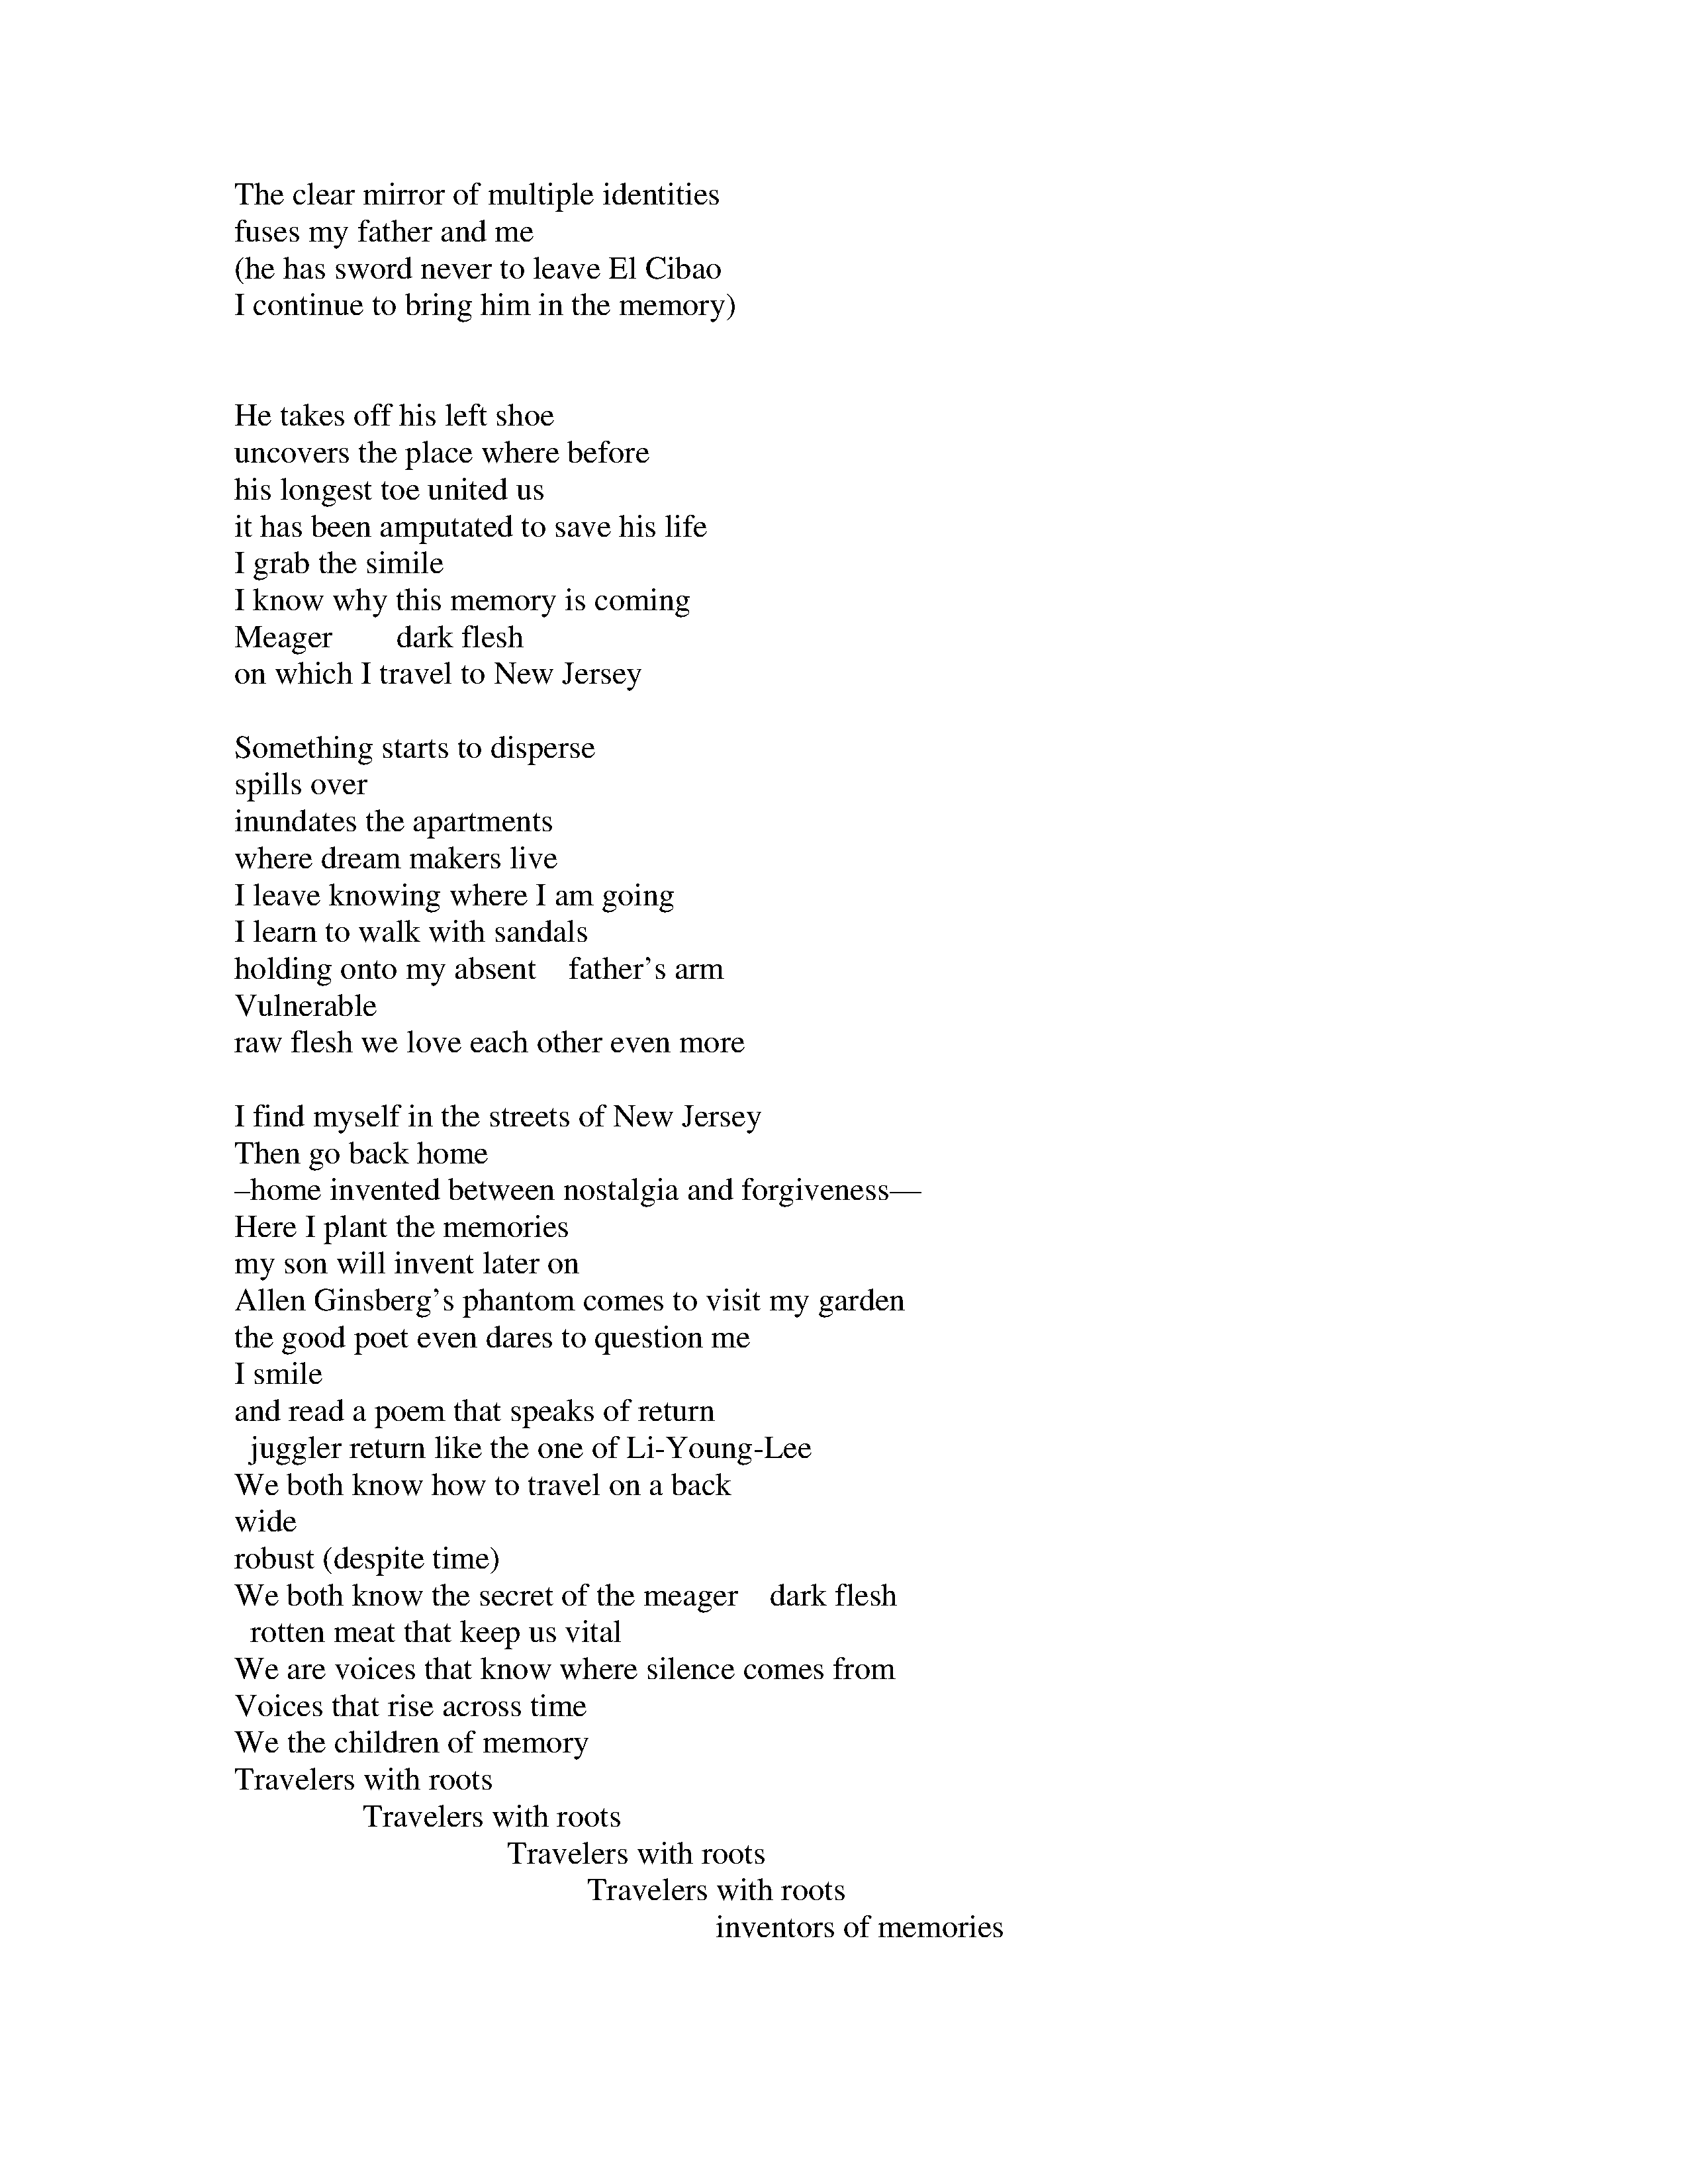 The clear mirror of multiple identities
fuses my father and me
(he has sword never to leave El Cibao
I continue to bring him in the memory)
He takes off his left shoe
uncovers the place where before
his longest toe united us
it has been amputated to save his life
I grab the simile
I know why this memory is coming
Meager dark flesh
on which I travel to New Jersey
Something starts to disperse
spills over
inundates the apartments
where dream makers live
I leave knowing where I am going
I learn to walk with sandals
holding onto my absent father’s arm
Vulnerable
raw flesh we love each other even more
I find myself in the streets of New Jersey
Then go back home
–home invented between nostalgia and forgiveness—
Here I plant the memories
my son will invent later on
Allen Ginsberg’s phantom comes to visit my garden
the good poet even dares to question me
I smile
and read a poem that speaks of return
juggler return like the one of Li-Young-Lee
We both know how to travel on a back
wide
robust (despite time)
We both know the secret of the meager dark flesh
rotten meat that keep us vital
We are voices that know where silence comes from
Voices that rise across time
We the children of memory
Travelers with roots
Travelers with roots
Travelers with roots
Travelers with roots
inventors of memories